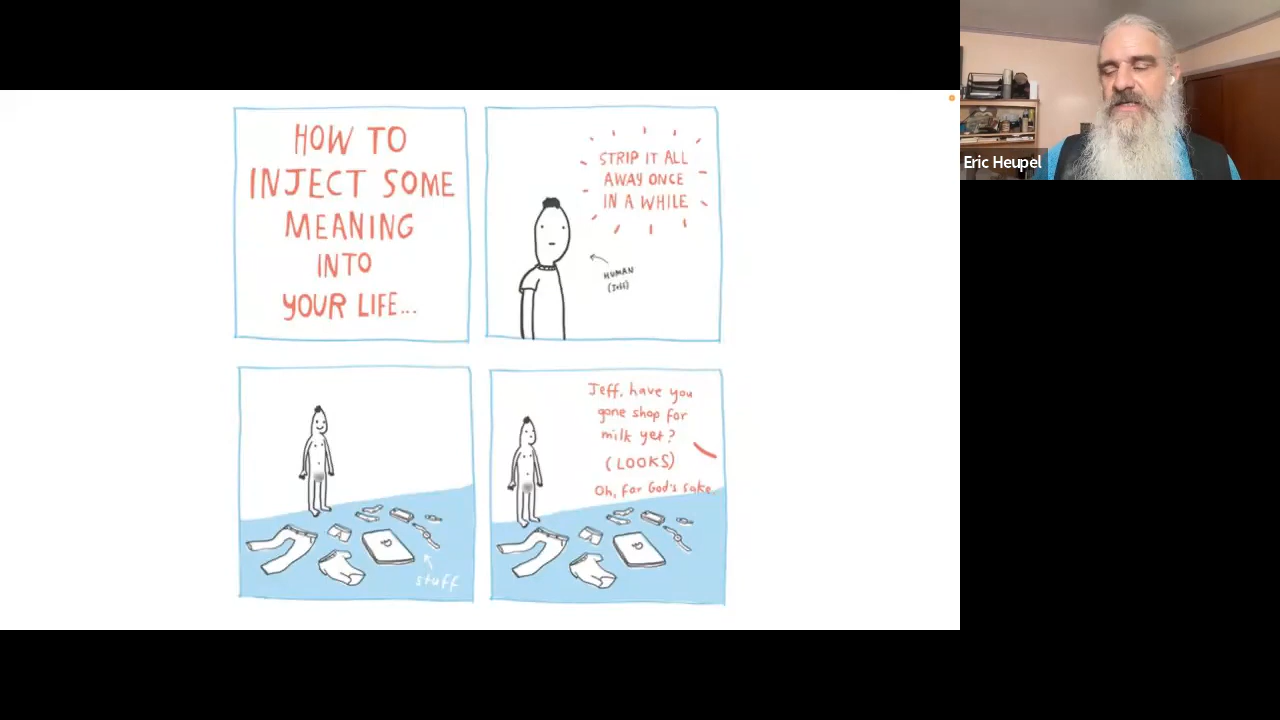 HOW TO
INJECT SOME
MEANING
INTO
YOUR LIFE...
STRIP IT ALL
AWAY ONCE
IN A WHILE
HUMAN
(Jeff)
stuff
Jeff, have you
gone shop for
milk yet?
(LOOKS)
Oh, for God's sake.
Eric Heupel